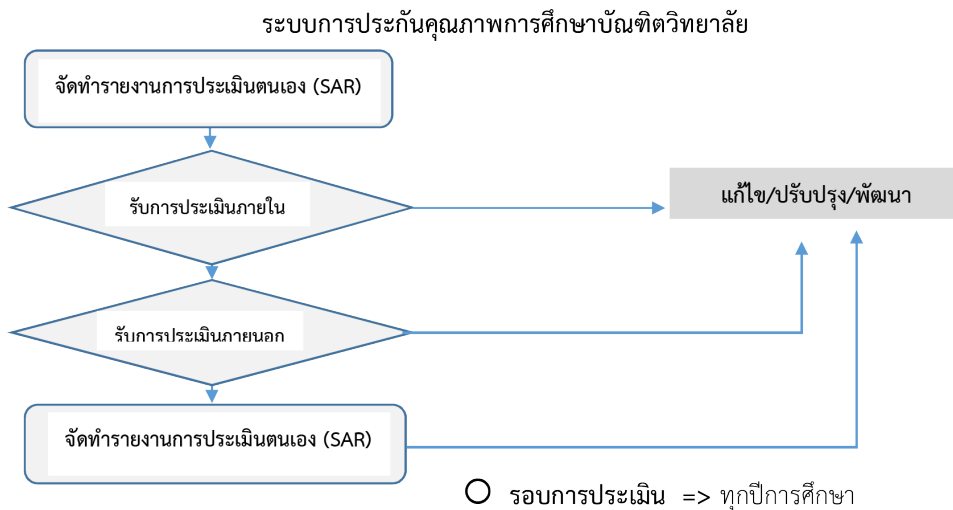 ระบบการประกันคุณภาพการศึกษาบัณฑิตวิทยาลัย
จัดทำรายงานการประเมินตนเอง (SAR)
รับการประเมินภายใน
แก้ไข/ปรับปรุง/พัฒนา
รับการประเมินภายนอก
จัดทำรายงานการประเมินตนเอง (SAR)
รอบการประเมิน => ทุกปีการศึกษา